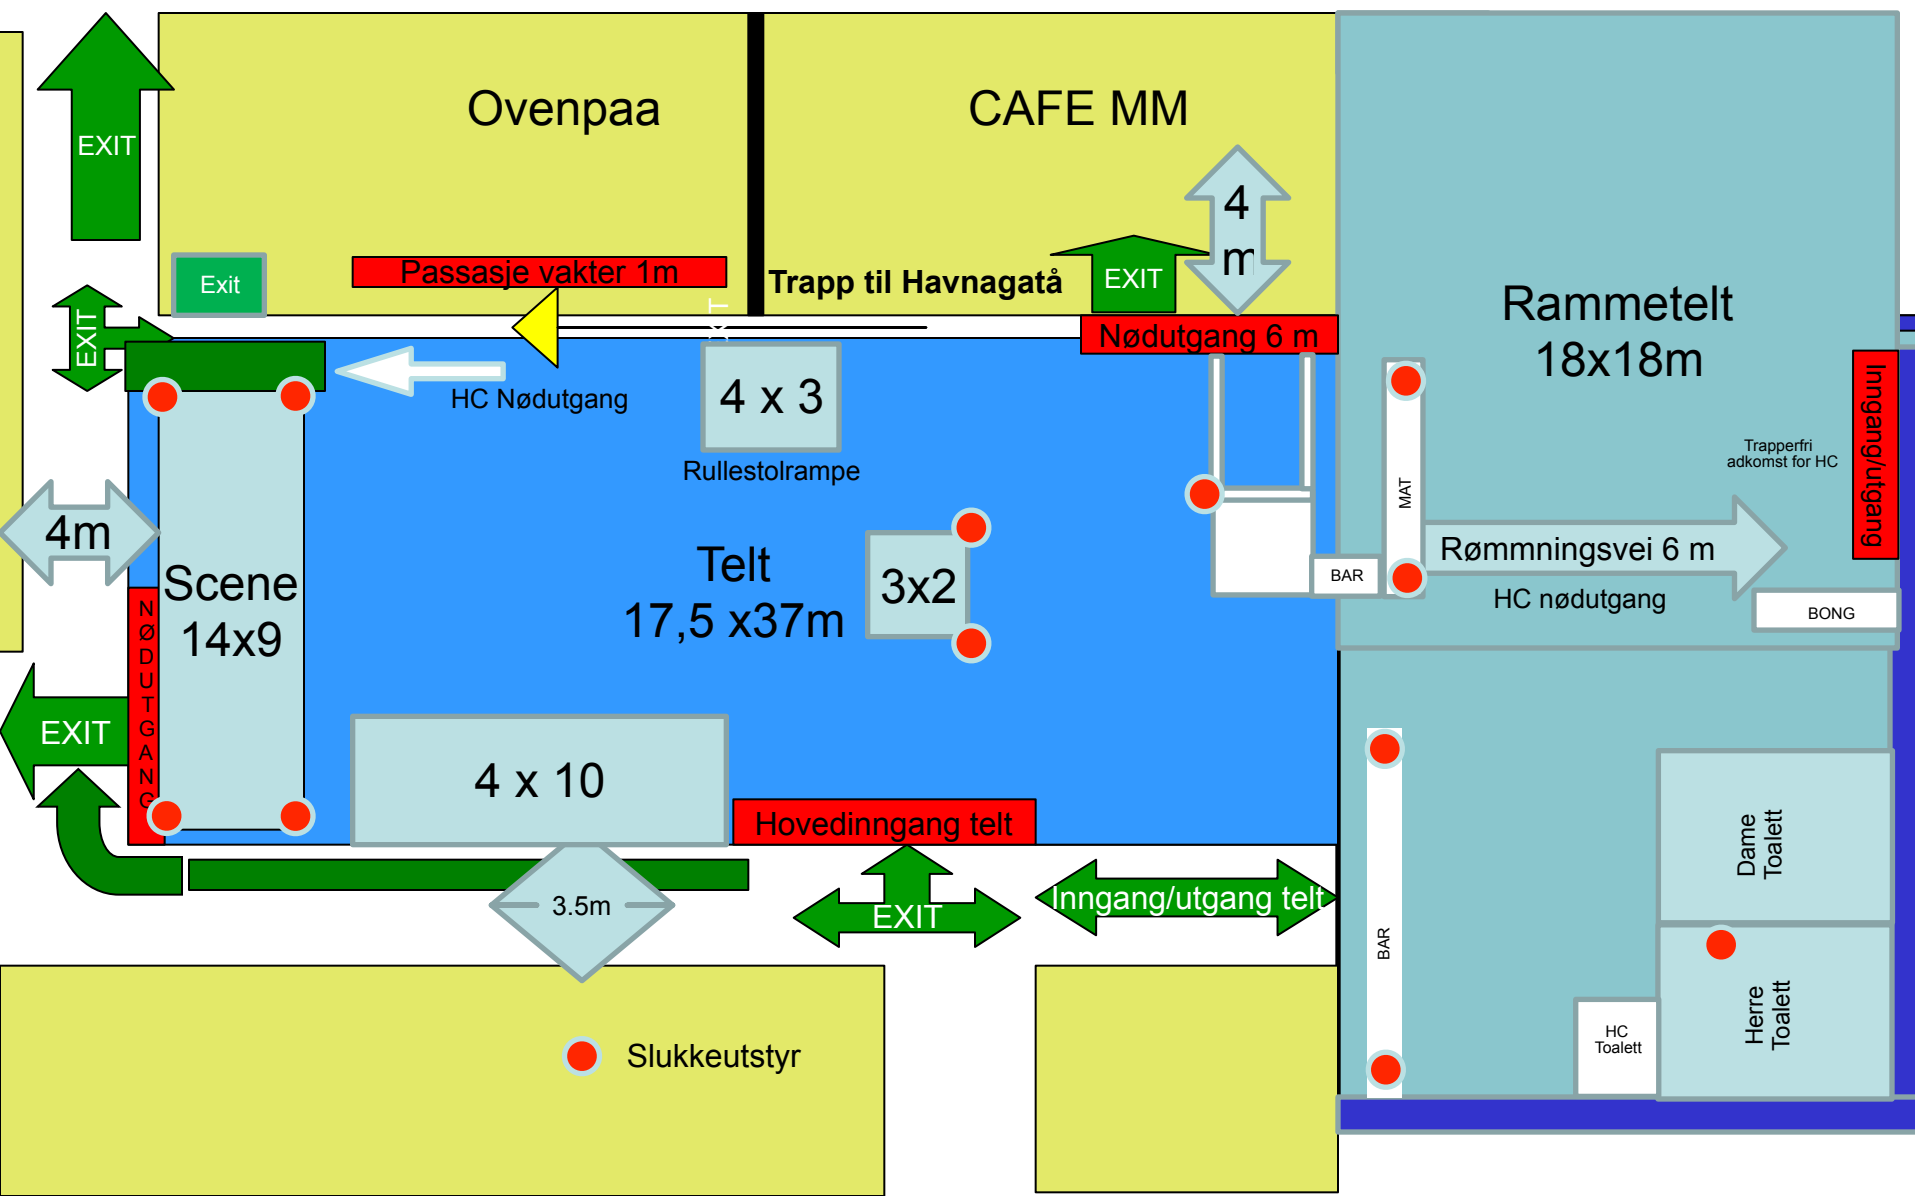 Ovenpaa
CAFE MM
EXIT
4
m
Exit
Passasje vakter 1m
Trapp til Havnagatå
EXIT
EXIT
Nødutgang 6 m
Rammetelt
18x18m
HC Nødutgang
4 x 3
Rullestolrampe
Inngang/utgang
Trapperfri
adkomst for HC
MAT
4m
Scene
14x9
Telt
17,5 x37m
3x2
BAR
Rømmningsvei 6 m
HC nødutgang
BONG
NØDUTGANG
EXIT
4 x 10
Hovedinngang telt
3.5m
EXIT
Inngang/utgang telt
BAR
Dame
Toalett
Herre
Toalett
HC
Toalett
Slukkeutstyr